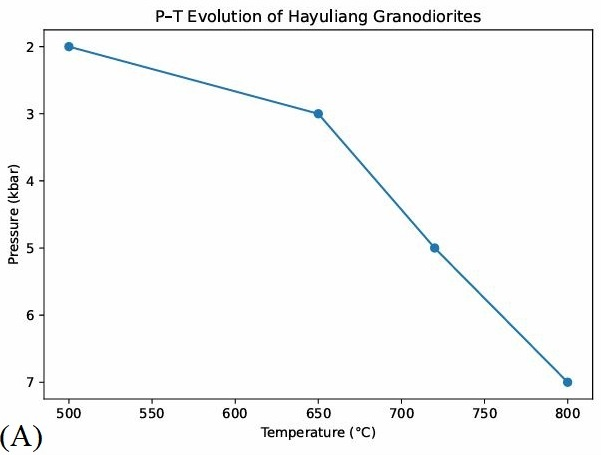 P–T Evolution of Hayuliang Granodiorites
2
3
4
5
6
7
Pressure (kbar)
500 550 600 650 700 750 800
Temperature (°C)
(A)